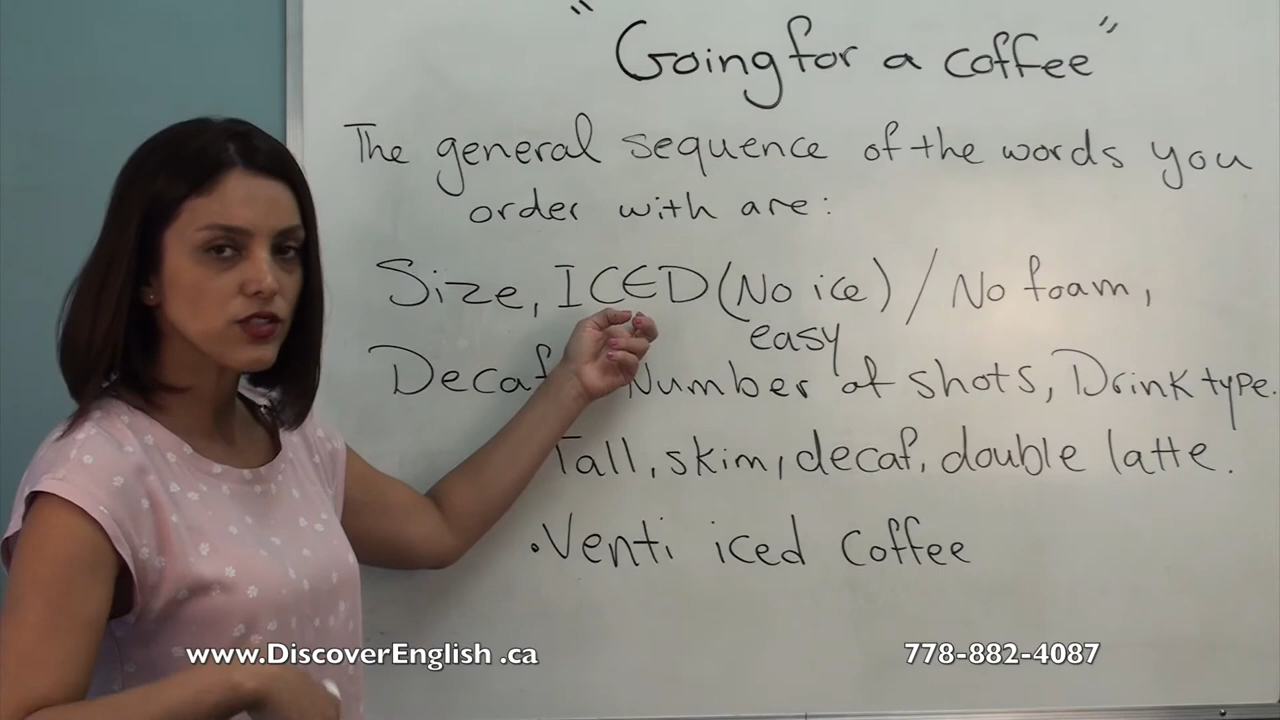 "Going for a coffee"
The general sequence of the words you
order with are:
Size, ICED (No ice) / No foam,
easy
Decaf Number of shots, Drink type.
Tall, skim, decaf, double latte.
• Venti iced coffee
www.DiscoverEnglish .ca
778-882-4087